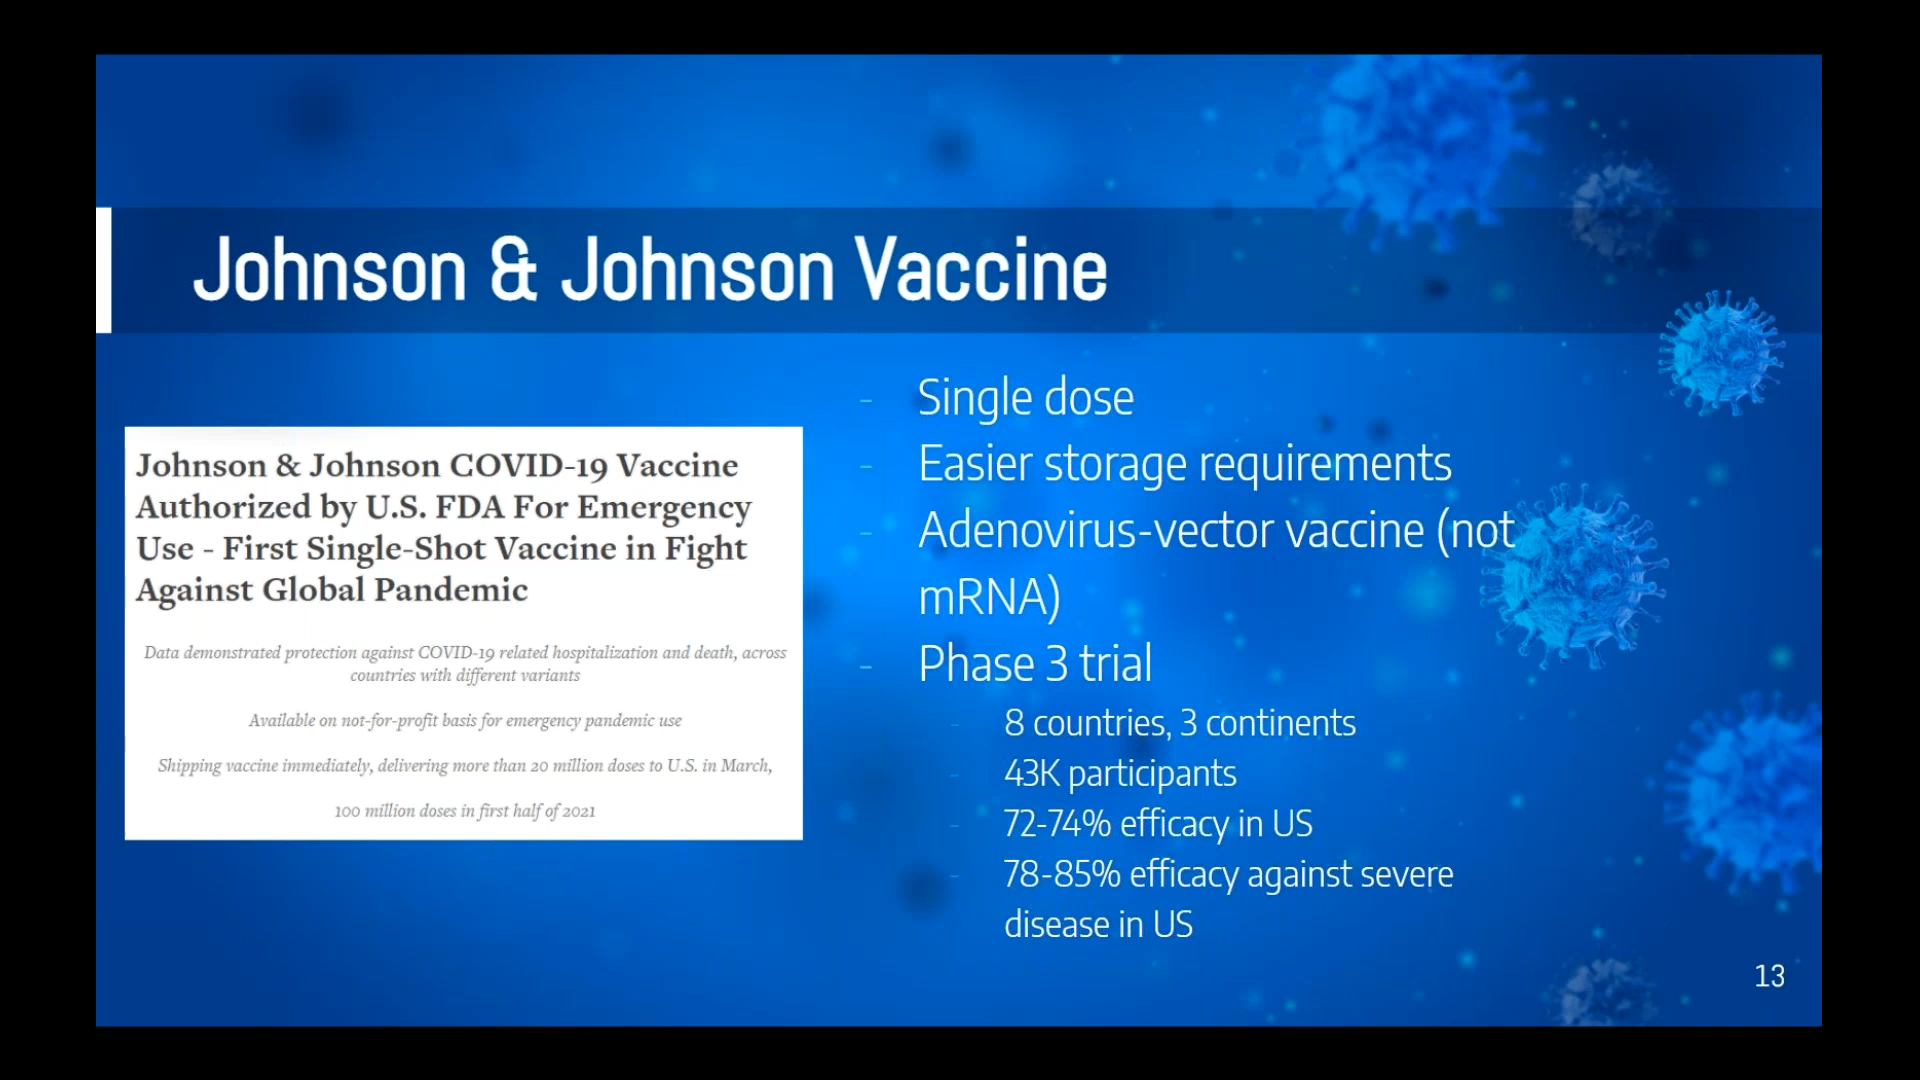 Johnson & Johnson Vaccine
Johnson & Johnson COVID-19 Vaccine
Authorized by U.S. FDA For Emergency
Use - First Single-Shot Vaccine in Fight
Against Global Pandemic
Data demonstrated protection against COVID-19 related hospitalization and death, across
countries with different variants
Available on not-for-profit basis for emergency pandemic use
Shipping vaccine immediately, delivering more than 20 million doses to U.S. in March,
100 million doses in first half of 2021
- Single dose
- Easier storage requirements
- Adenovirus-vector vaccine (not
mRNA)
- Phase 3 trial
- 8 countries, 3 continents
- 43K participants
- 72-74% efficacy in US
- 78-85% efficacy against severe
disease in US
13